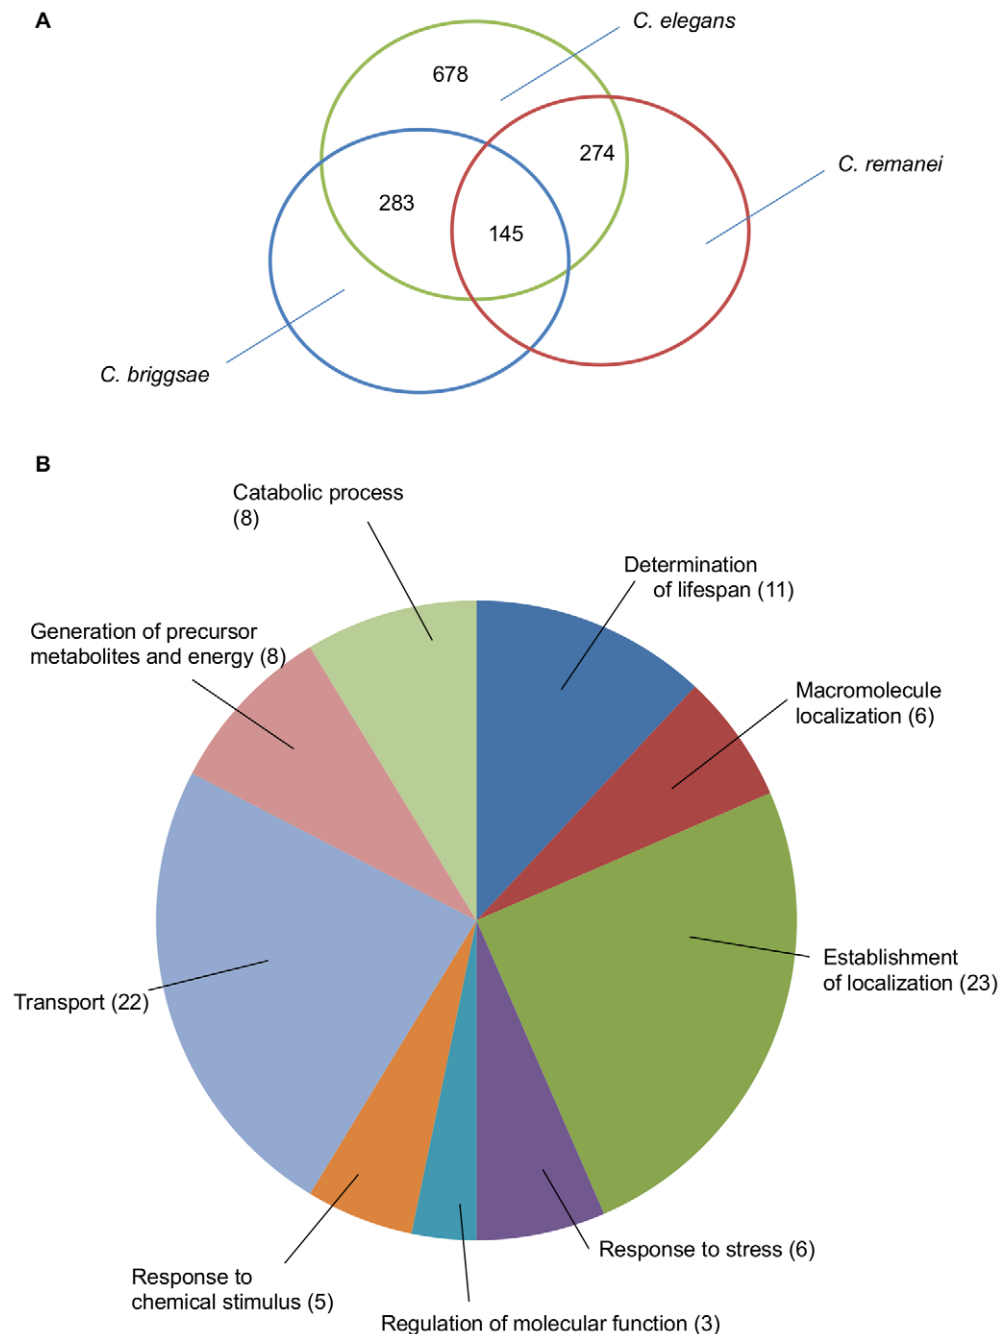 A
C. elegans
678
274
C. remanei
283
145
C. briggsae
B
Catabolic process
(8)
Determination
of lifespan (11)
Generation of precursor
metabolites and energy (8)
Macromolecule
localization (6)
Establishment
of localization (23)
Transport (22)
Response to stress (6)
Response to
chemical stimulus (5)
Regulation of molecular function (3)